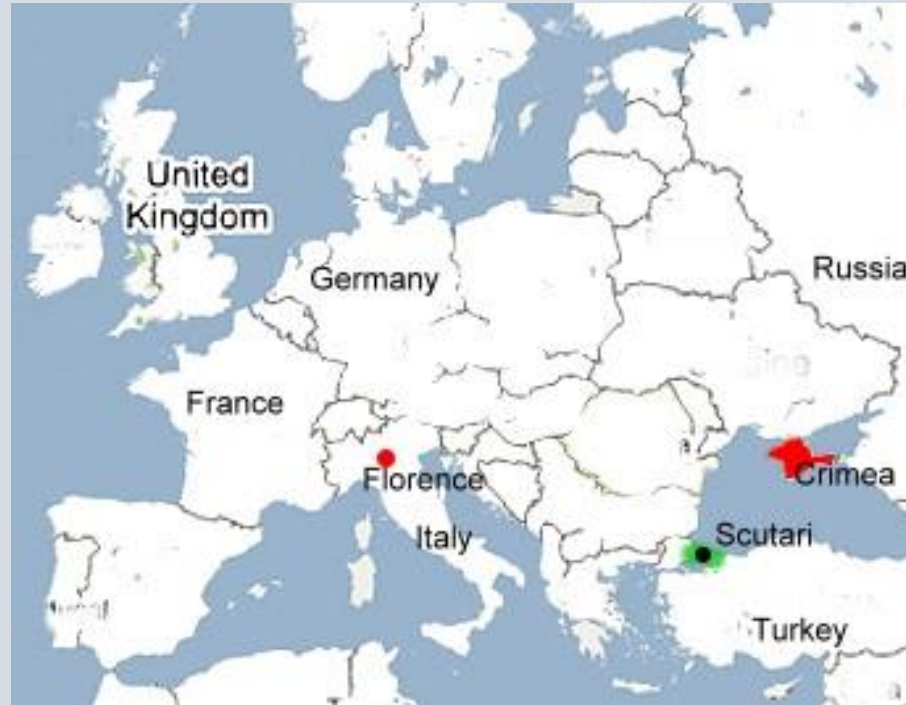 United
Kingdom
Germany
Russia
France
Florence
Crimea
Italy
Scutari
Turkey